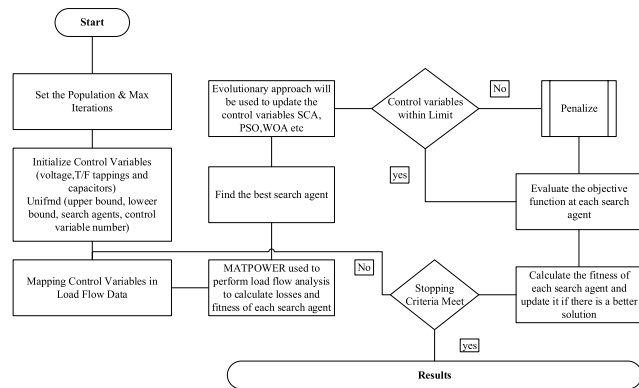 Start
Set the Population & Max
Iterations
Initialize Control Variables
(voltage,T/F tappings and
capacitors)
Unifrnd (upper bound, loweer
bound, search agents, control
variable number)
Mapping Control Variables in
Load Flow Data
MATPOWER used to
perform load flow analysis
to calculate losses and
fitness of each search agent
Find the best search agent
Evolutionary approach will
be used to update the
control variables SCA,
PSO,WOA etc
Control variables
within Limit
No
Penalize
yes
Evaluate the objective
function at each search
agent
Calculate the fitness of
each search agent and
update it if there is a better
solution
Stopping
Criteria Meet
No
yes
Results